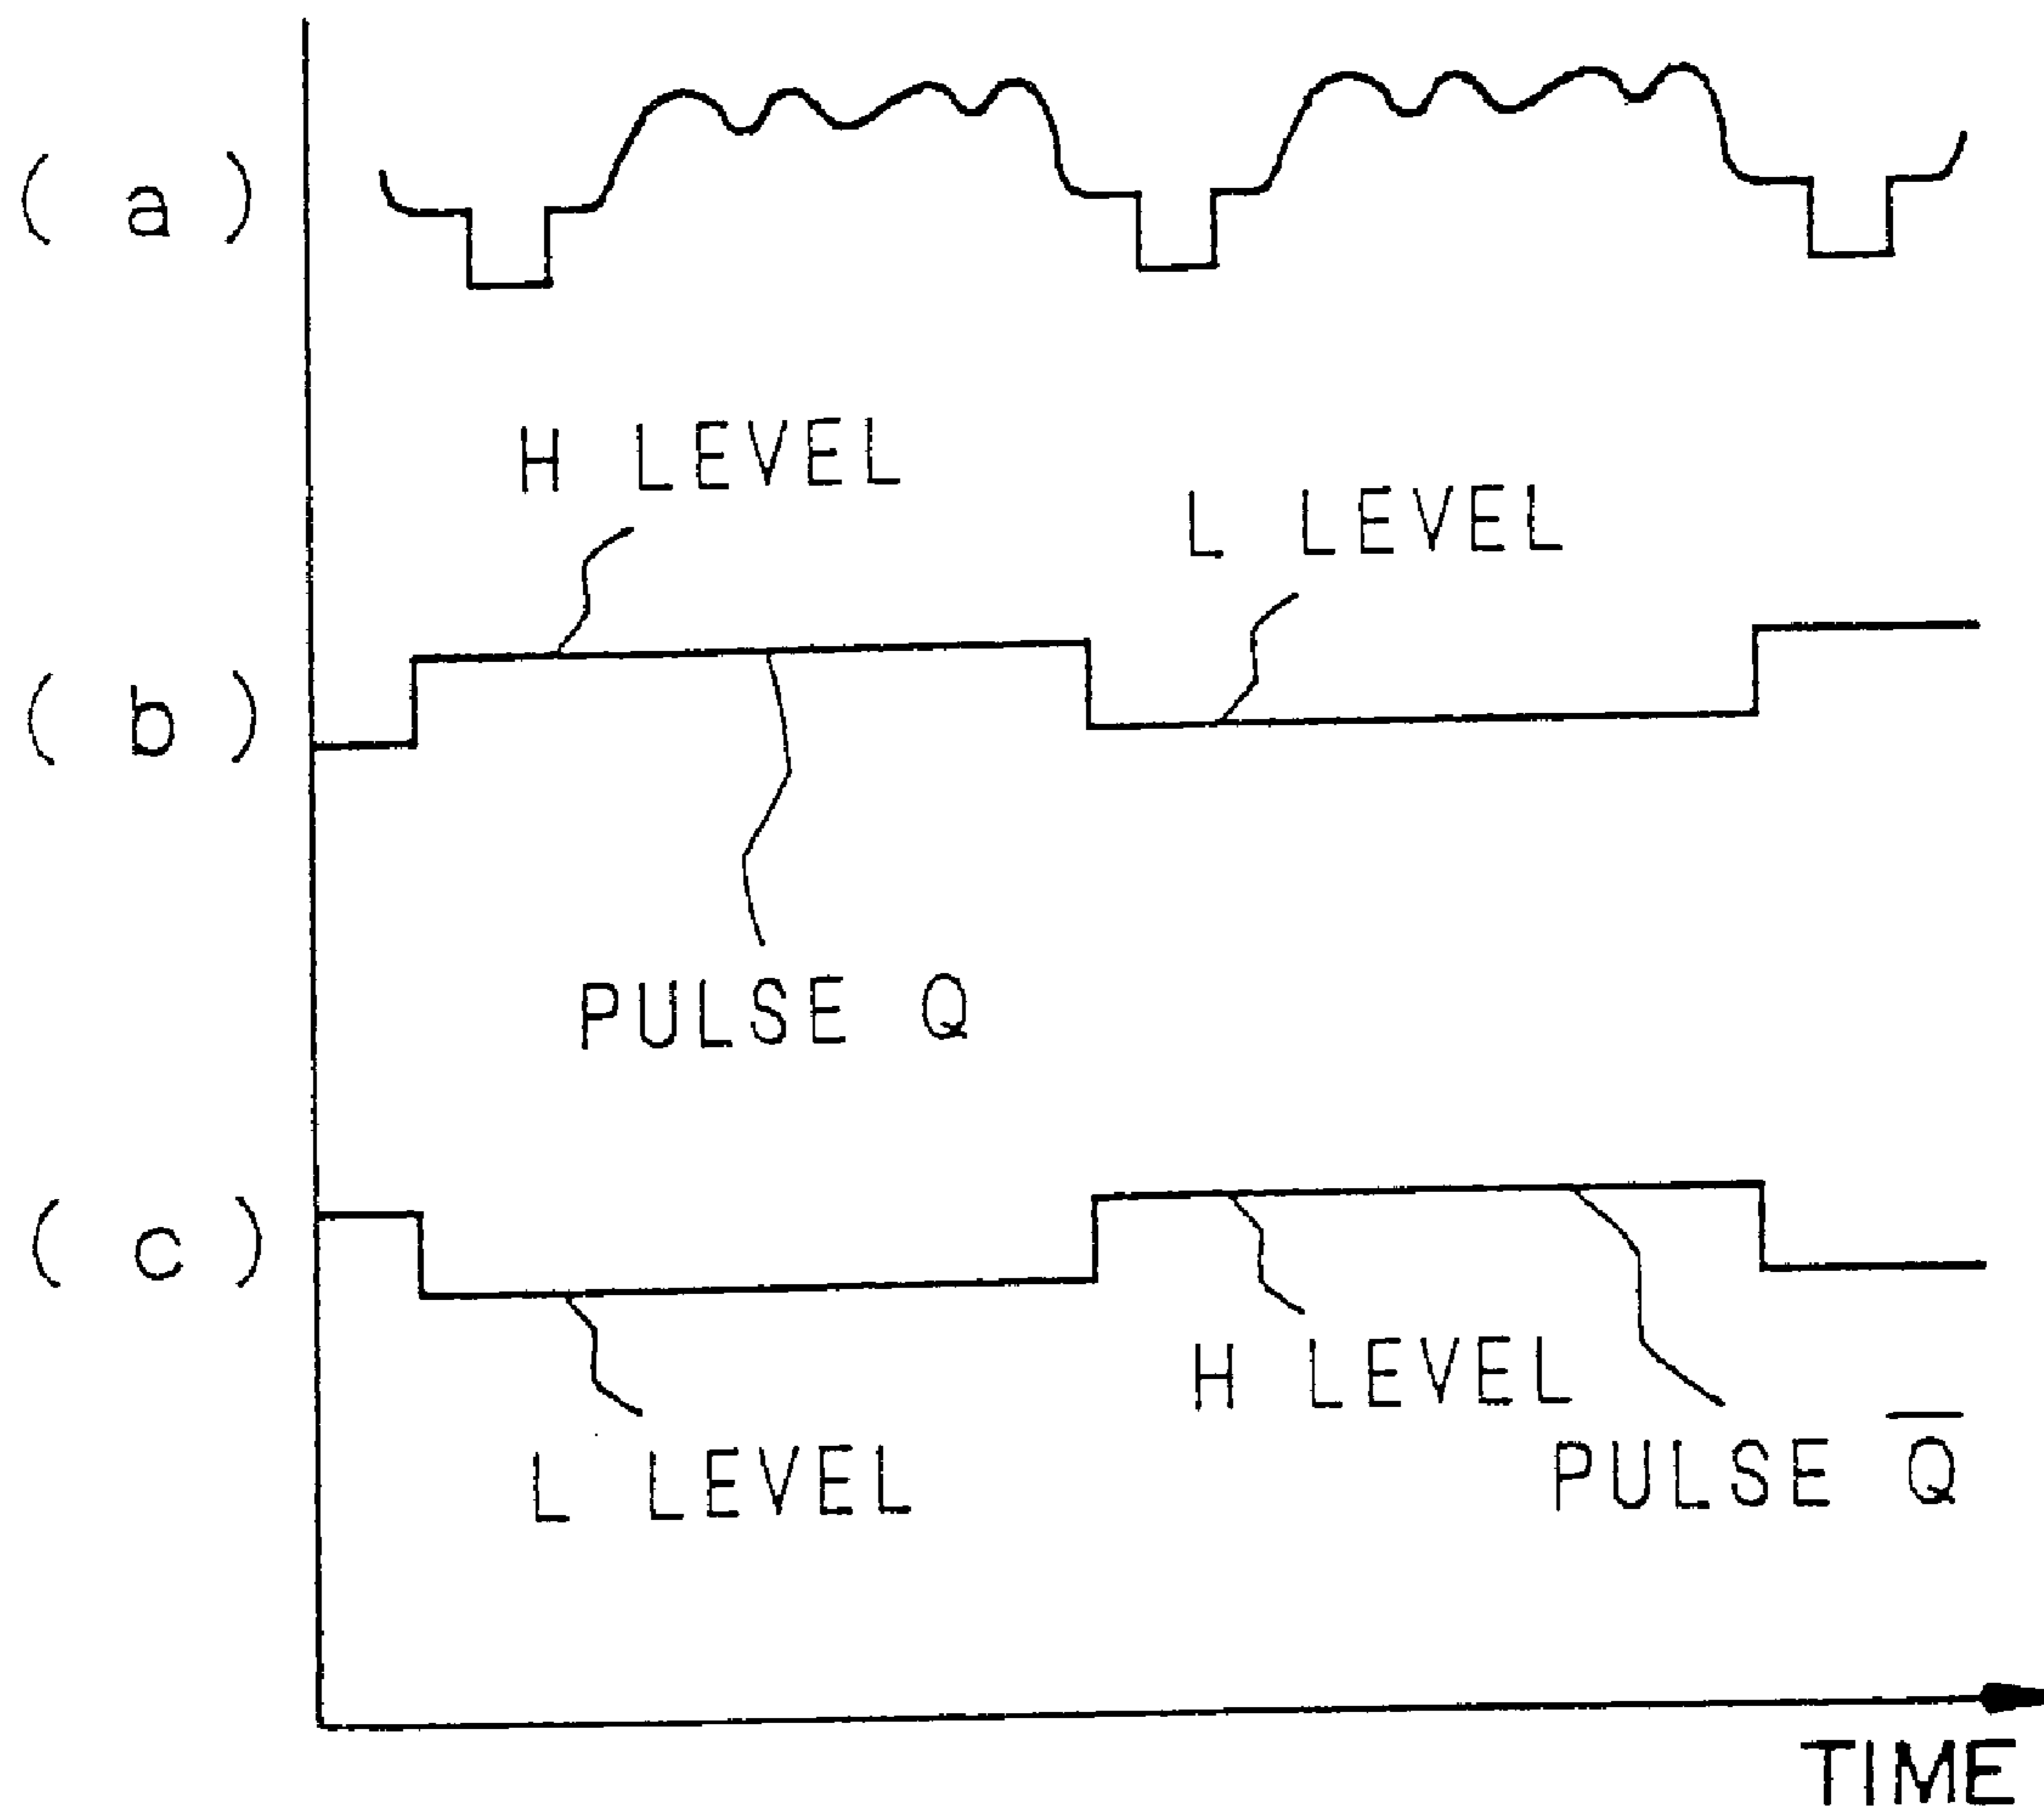 ( a )
H LEVEL
L LEVEL
( b )
PULSE Q
( c )
H LEVEL
L LEVEL
PULSE Q̅
TIME